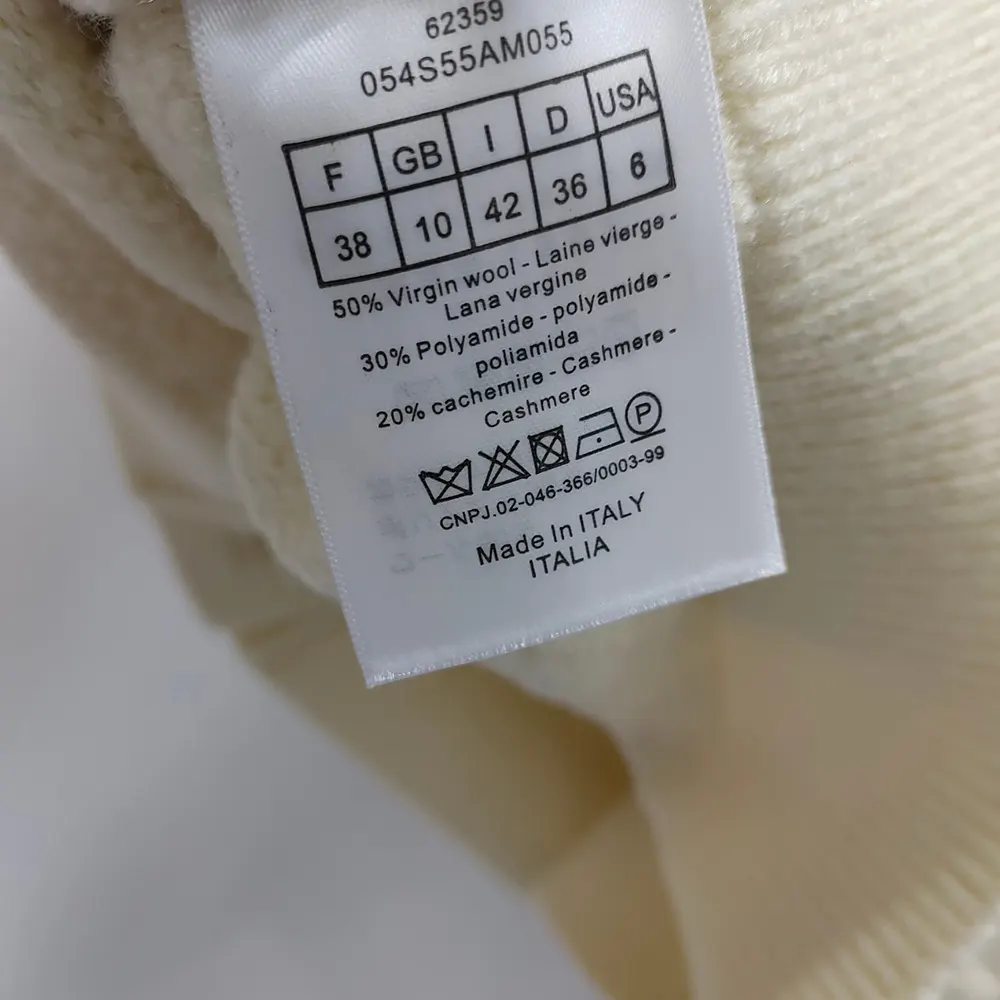 62359
054S55AM055
F GB I D USA
38 10 42 36 6
50% Virgin wool - Laine vierge -
Lana vergine
30% Polyamide - polyamide -
poliamida
20% cachemire - Cashmere -
Cashmere
P
CNPJ.02-046-366/0003-99
Made In ITALY
ITALIA